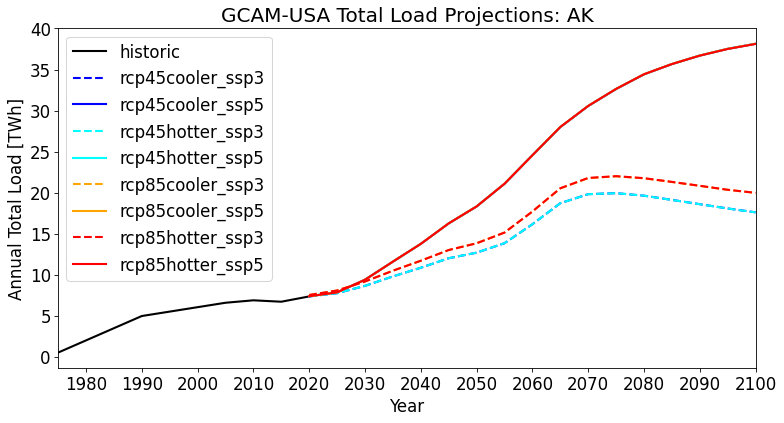 GCAM-USA Total Load Projections: AK
Annual Total Load [TWh]
40
35
30
25
20
15
10
5
0
historic
rcp45cooler_ssp3
rcp45cooler_ssp5
rcp45hotter_ssp3
rcp45hotter_ssp5
rcp85cooler_ssp3
rcp85cooler_ssp5
rcp85hotter_ssp3
rcp85hotter_ssp5
1980 1990 2000 2010 2020 2030 2040 2050 2060 2070 2080 2090 2100
Year